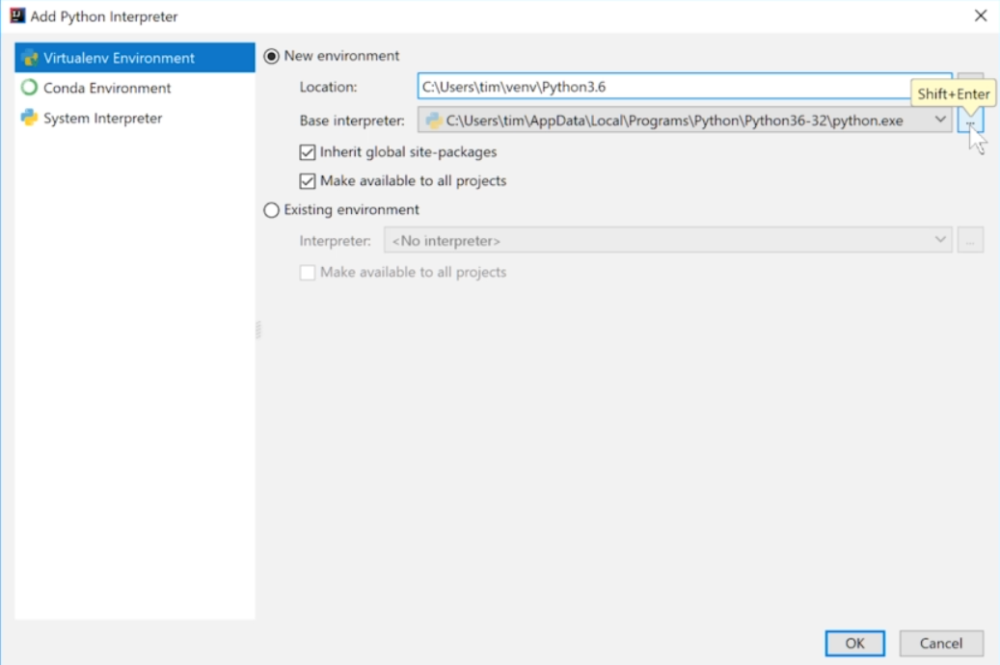 Add Python Interpreter
Virtualenv Environment
Conda Environment
System Interpreter
New environment
Location: C:\Users\tim\venv\Python3.6
Shift+Enter
Base interpreter: C:\Users\tim\AppData\Local\Programs\Python\Python36-32\python.exe ...
Inherit global site-packages
Make available to all projects
Existing environment
Interpreter: <No interpreter> ...
Make available to all projects
OK Cancel